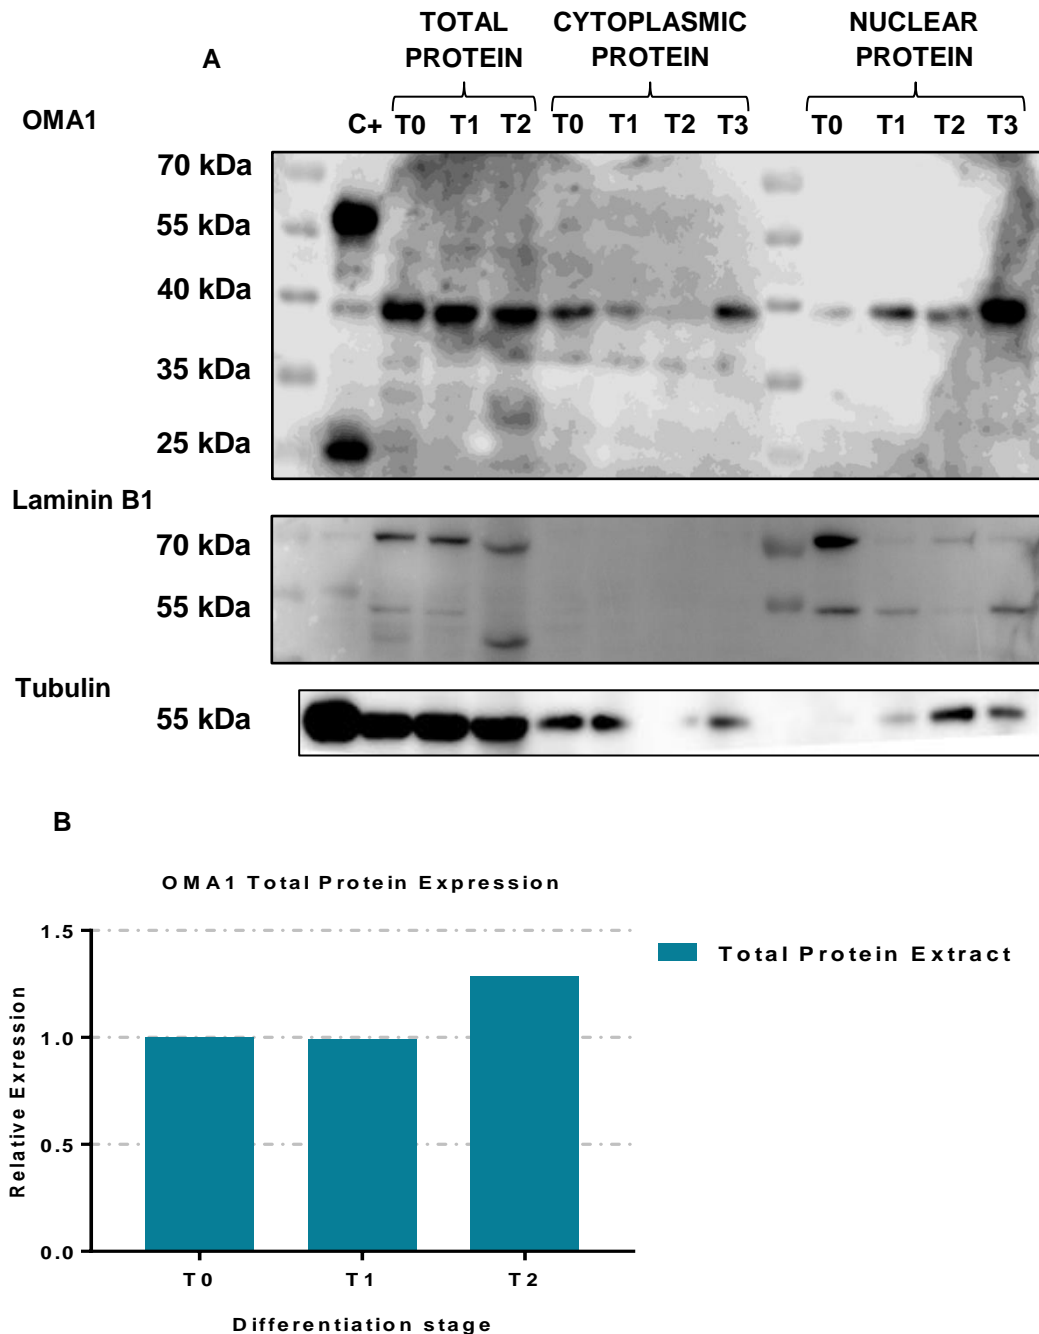 A
TOTAL PROTEIN
CYTOPLASMIC PROTEIN
NUCLEAR PROTEIN
OMA1
C+ T0 T1 T2 T0 T1 T2 T3 T0 T1 T2 T3
70 kDa
55 kDa
40 kDa
35 kDa
25 kDa
Laminin B1
70 kDa
55 kDa
Tubulin
55 kDa
B
OMA1 Total Protein Expression
1.5
1.0
0.5
0.0
Relative Exression
T0 T1 T2
Differentiation stage
Total Protein Extract